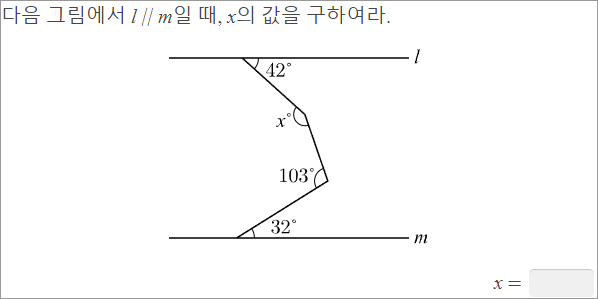 다음 그림에서 l // m일 때, x의 값을 구하여라.
l
42°
x°
103°
32°
m
x =